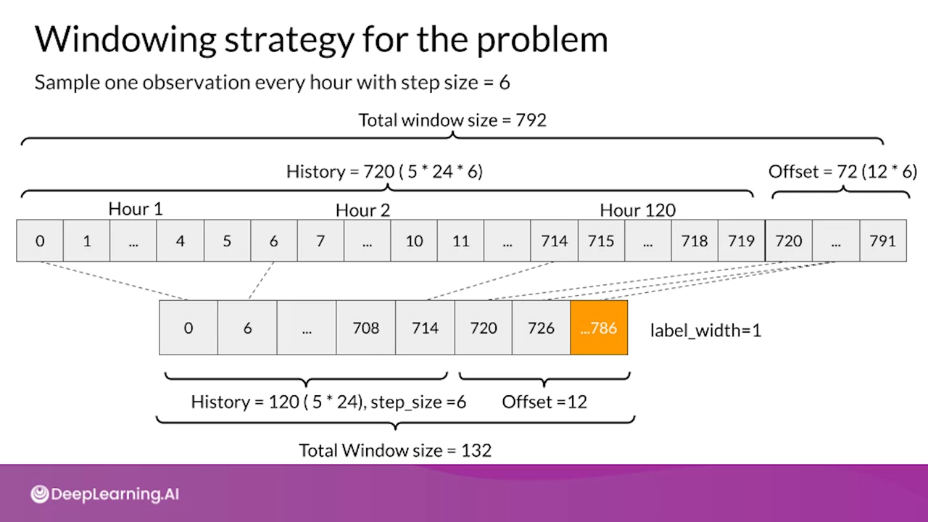 Windowing strategy for the problem
Sample one observation every hour with step size = 6
Total window size = 792
History = 720 ( 5 * 24 * 6) Offset = 72 (12 * 6)
Hour 1 Hour 2 Hour 120
0 1 ... 4 5 6 7 ... 10 11 ... 714 715 ... 718 719 720 ... 791
0 6 ... 708 714 720 726 ...786 label_width=1
History = 120 ( 5 * 24), step_size =6 Offset =12
Total Window size = 132
DeepLearning.AI